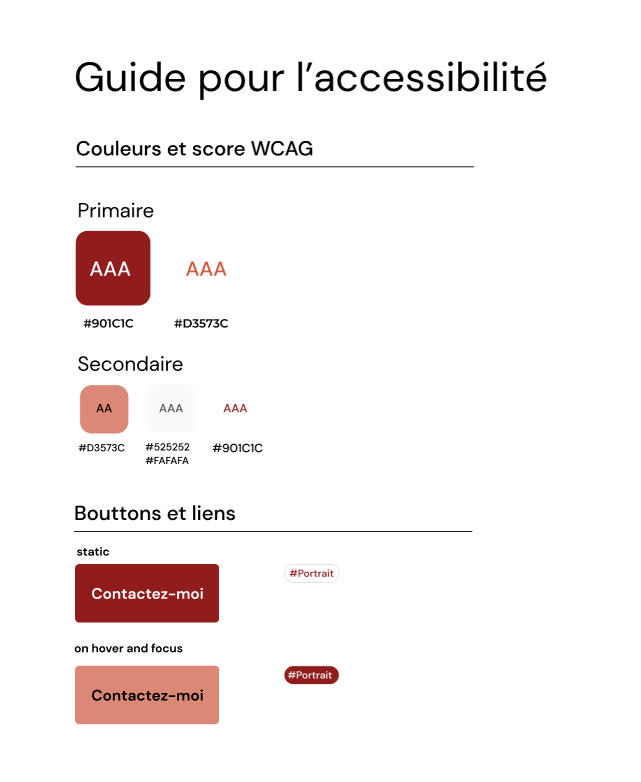 Guide pour l’accessibilité
Couleurs et score WCAG
Primaire
AAA
AAA
#901C1C
#D3573C
Secondaire
AA
AAA
AAA
#D3573C
#525252
#FAFAFA
#901C1C
Bouttons et liens
static
Contactez-moi
#Portrait
on hover and focus
Contactez-moi
#Portrait